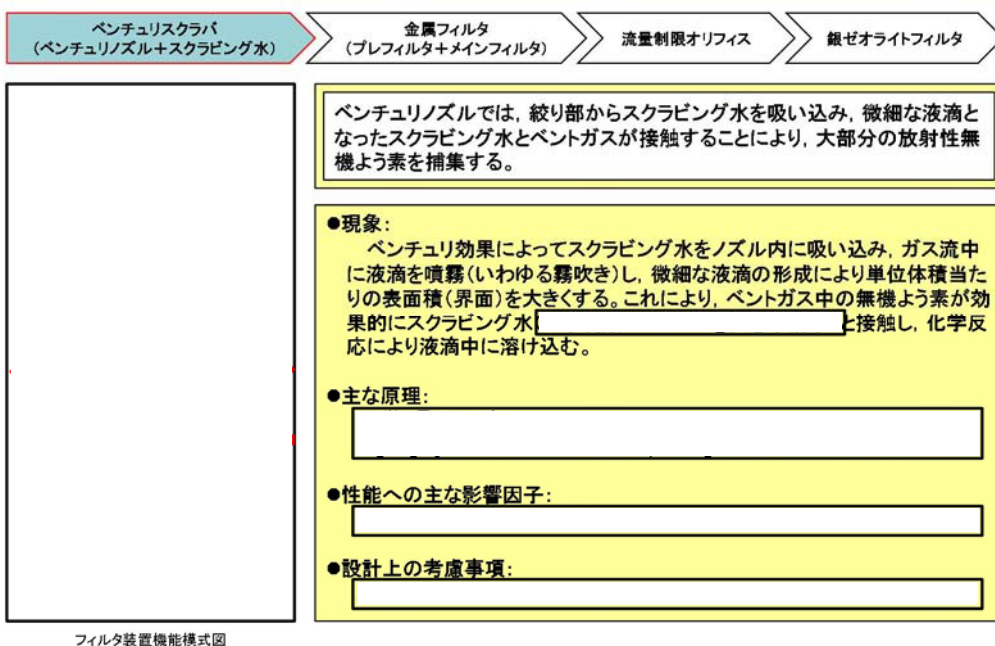 ベンチュリスクラバ
(ベンチュリノズル+スクラビング水)
金属フィルタ
(プレフィルタ+メインフィルタ)
流量制限オリフィス
銀ゼオライトフィルタ
ベンチュリノズルでは,絞り部からスクラビング水を吸い込み,微細な液滴と
なったスクラビング水とベントガスが接触することにより,大部分の放射性無
機よう素を捕集する。
●現象:
ベンチュリ効果によってスクラビング水をノズル内に吸い込み,ガス流中
に液滴を噴霧(いわゆる霧吹き)し,微細な液滴の形成により単位体積当た
りの表面積(界面)を大きくする。これにより,ベントガス中の無機よう素が効
果的にスクラビング水 と接触し,化学反
応により液滴中に溶け込む。
●主な原理:
●性能への主な影響因子:
●設計上の考慮事項:
フィルタ装置機能模式図